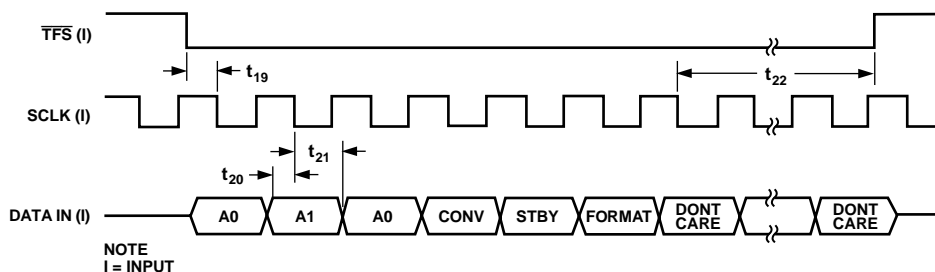 TFS (I)
t19
t22
SCLK (I)
t21
t20
DATA IN (I)
A0
A1
A0
CONV
STBY
FORMAT
DONT
CARE
DONT
CARE
NOTE
I = INPUT